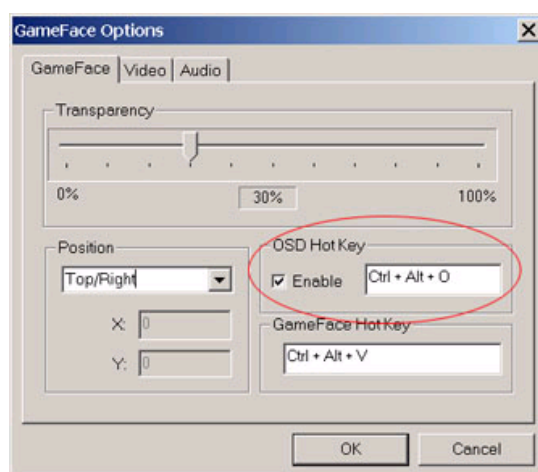 GameFace Options
GameFace Video Audio
Transparency
0% 30% 100%
Position
Top/Right
X: 0
Y: 0
OSD Hot Key
Enable Ctrl + Alt + O
GameFace Hot Key
Ctrl + Alt + V
OK Cancel